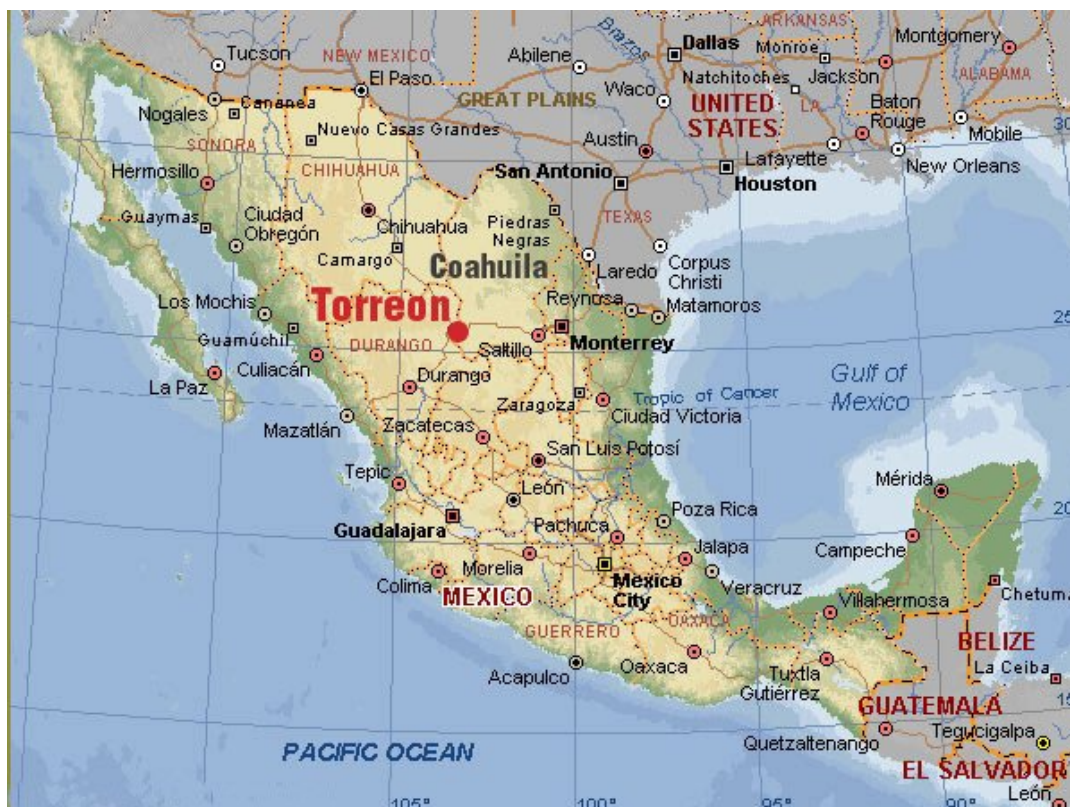 ARKANSAS
Tucson
NEW MEXICO
Abilene
Brazos
Dallas
Monroe
Montgomery
El Paso
Natchitoches
Jackson
ALABAMA
Nogales
Cananea
GREAT PLAINS
Waco
UNITED
STATES
LA
Baton
Rouge
Mobile
30
Nuevo Casas Grandes
Austin
SONORA
Lafayette
New Orleans
Hermosillo
CHIHUAHUA
San Antonio
Houston
Guaymas
Ciudad
Obregón
Chihuahua
Piedras
Negras
TEXAS
Camargo
Coahuila
Laredo
Corpus
Christi
Los Mochis
Torreon
Reynosa
Matamoros
25
Guamúchil
DURANGO
Saltillo
Monterrey
La Paz
Culiacán
Durango
Gulf of
Mexico
Zaragoza
Tropic of Cancer
Mazatlán
Zacatecas
Ciudad Victoria
San Luis Potosí
Tepic
León
Mérida
Poza Rica
Guadalajara
Pachuca
20
Jalapa
Campeche
Colima
Morelia
Mexico
City
Veracruz
Chetuma
MEXICO
Villahermosa
GUERRERO
OAXACA
BELIZE
Acapulco
Oaxaca
Tuxtla
Gutiérrez
La Ceiba
GUATEMALA
15
Quetzaltenango
Tegucigalpa
PACIFIC OCEAN
EL SALVADOR
León
105°
100°
95°
90°